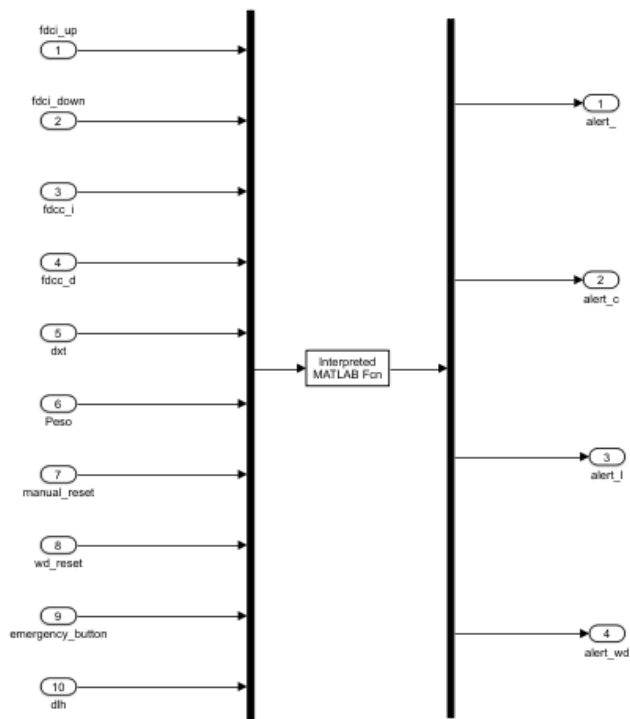 fdci_up
1
fdci_down
2
3
fdcc_i
4
fdcc_d
5
dxt
6
Peso
7
manual_reset
8
wd_reset
9
emergency_button
10
dlh
Interpreted
MATLAB Fcn
1
alert_
2
alert_c
3
alert_l
4
alert_wd